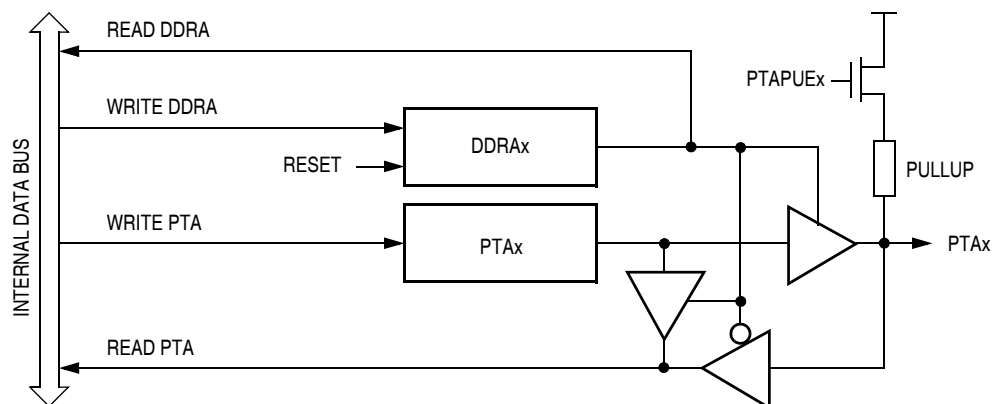 READ DDRA
PTAPUEx
WRITE DDRA
DDRAx
RESET
PULLUP
INTERNAL DATA BUS
WRITE PTA
PTAx
PTAx
READ PTA